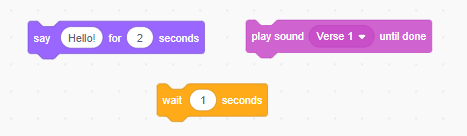 say Hello! for 2 seconds
play sound Verse 1 until done
wait 1 seconds